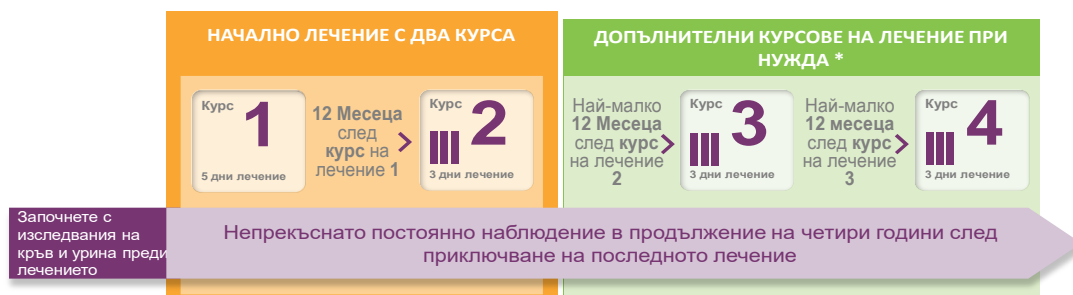 НАЧАЛНО ЛЕЧЕНИЕ С ДВА КУРСА
Курс
1
5 дни лечение
12 Месеца
след
курс на
лечение 1
Курс
2
3 дни лечение
ДОПЪЛНИТЕЛНИ КУРСОВЕ НА ЛЕЧЕНИЕ ПРИ
НУЖДА *
Най-малко
12 Месеца
след курс
на лечение
2
Курс
3
3 дни лечение
Най-малко
12 месеца
след курс
на лечение
3
Курс
4
3 дни лечение
Започнете с
изследвания на
кръв и урина преди
лечението
Непрекъснато постоянно наблюдение в продължение на четири години след
приключване на последното лечение